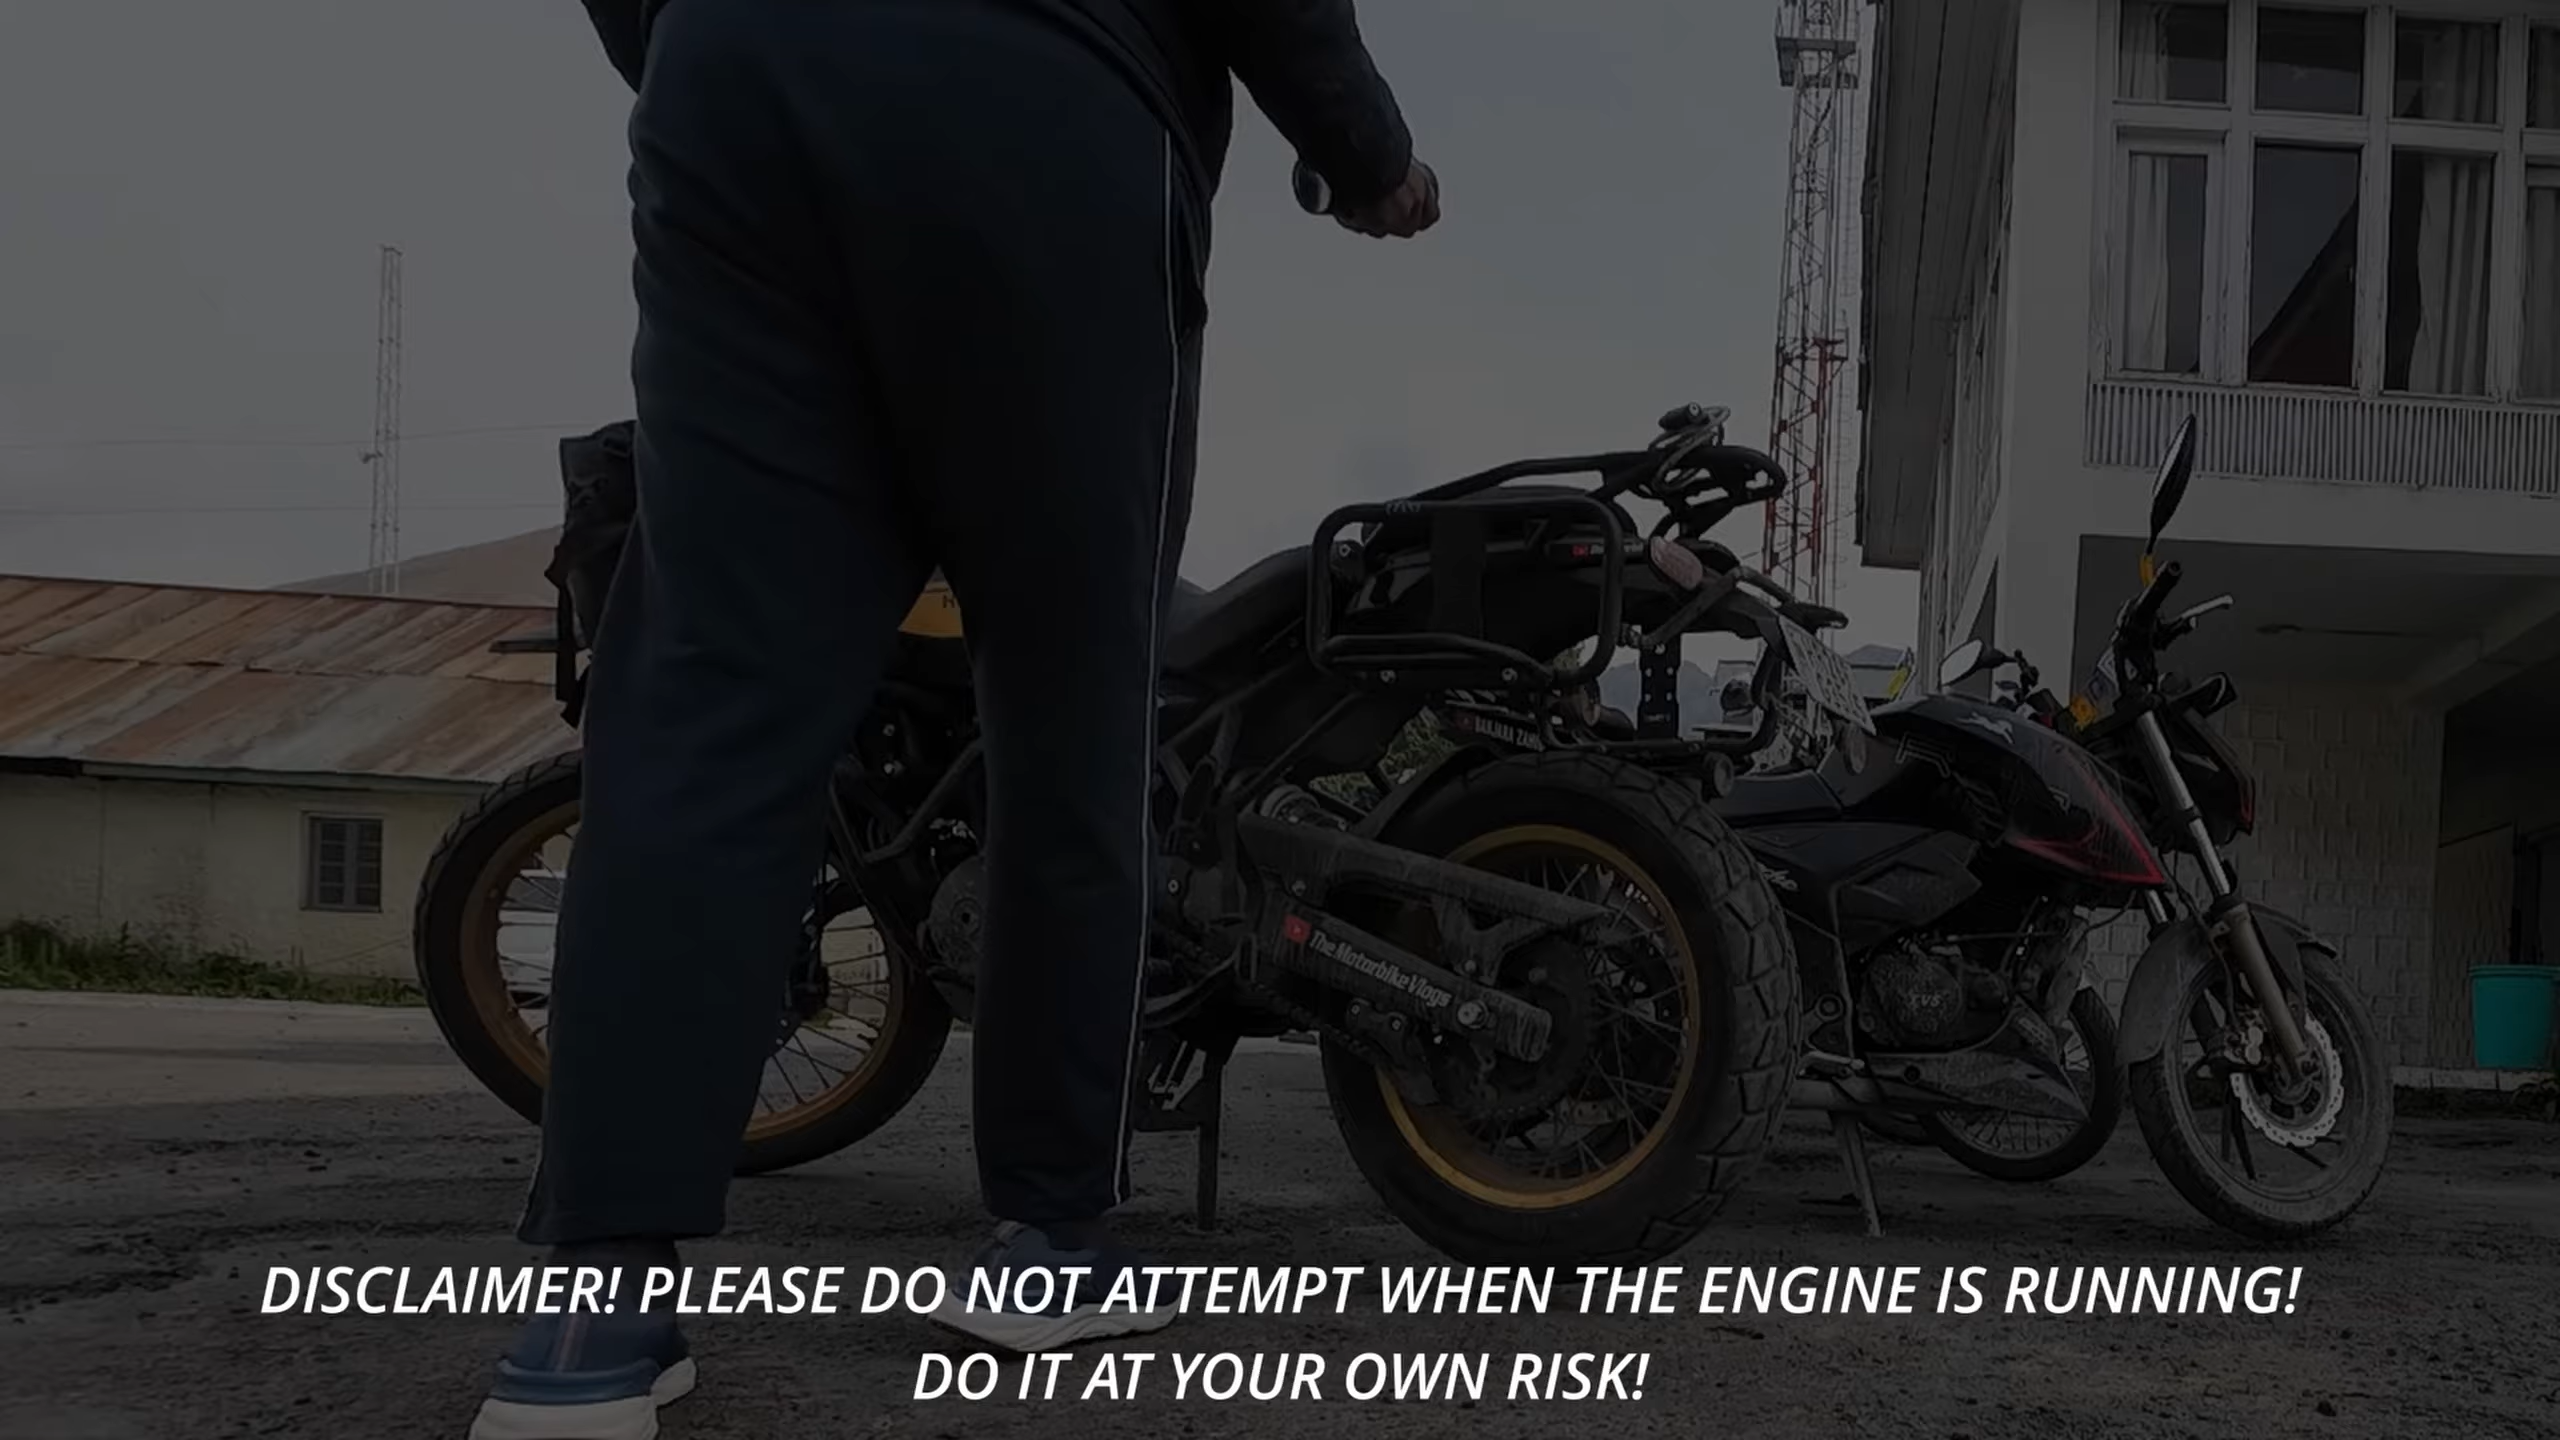 BANJARA
The Motorbike Vlogs
TVS
DISCLAIMER! PLEASE DO NOT ATTEMPT WHEN THE ENGINE IS RUNNING!
DO IT AT YOUR OWN RISK!